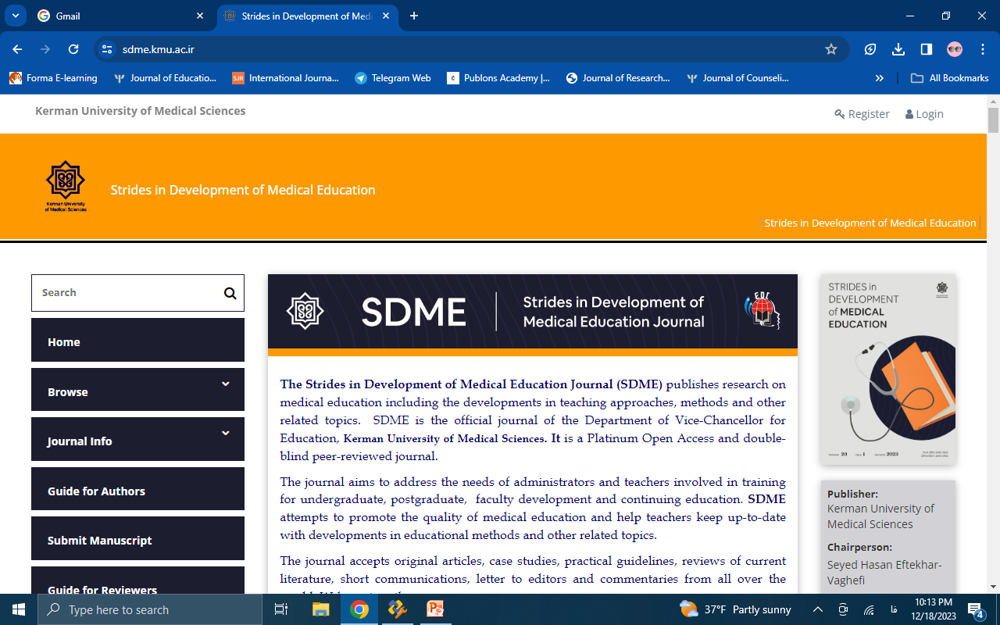 Gmail
Strides in Development of Medi
sdme.kmu.ac.ir
Forma E-learning
Journal of Educatio...
International Journa...
Telegram Web
Publons Academy |...
Journal of Research...
Journal of Counseli...
All Bookmarks
Kerman University of Medical Sciences
Register
Login
Kerman University
of Medical Sciences
Strides in Development of Medical Education
Strides in Development of Medical Education
Search
Home
Browse
Journal Info
Guide for Authors
Submit Manuscript
Guide for Reviewers
SDME
Strides in Development of
Medical Education Journal
EDC
The Strides in Development of Medical Education Journal (SDME) publishes research on
medical education including the developments in teaching approaches, methods and other
related topics. SDME is the official journal of the Department of Vice-Chancellor for
Education, Kerman University of Medical Sciences. It is a Platinum Open Access and double-
blind peer-reviewed journal.
The journal aims to address the needs of administrators and teachers involved in training
for undergraduate, postgraduate, faculty development and continuing education. SDME
attempts to promote the quality of medical education and help teachers keep up-to-date
with developments in educational methods and other related topics.
The journal accepts original articles, case studies, practical guidelines, reviews of current
literature, short communications, letter to editors and commentaries from all over the
STRIDES in
DEVELOPMENT
of MEDICAL
EDUCATION
Volume 20 Issue 1 Autumn 2023
Publisher:
Kerman University of
Medical Sciences
Chairperson:
Seyed Hasan Eftekhar-
Vaghefi
Type here to search
37°F Partly sunny
فا
10:13 PM
12/18/2023
4